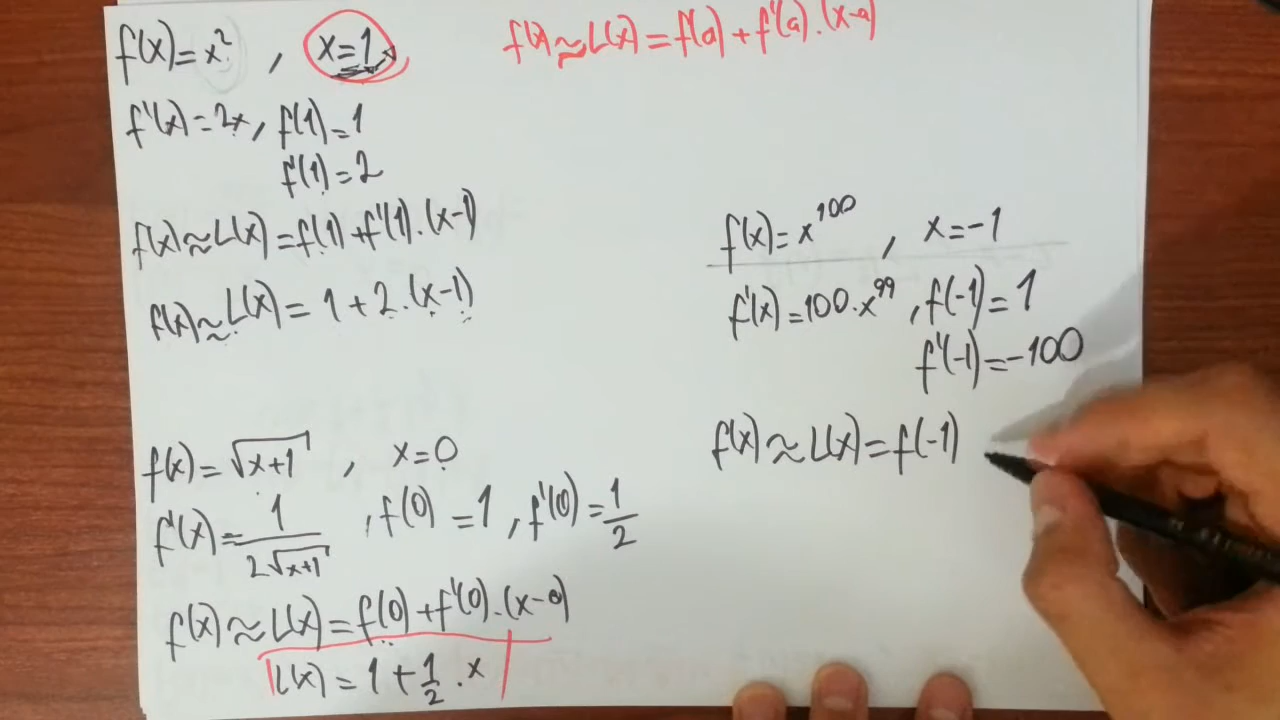 f(x) = x² , x=1
f(x) ≈ L(x) = f(a) + f'(a).(x-a)
f'(x) = 2x , f(1) = 1
f'(1) = 2
f(x) ≈ L(x) = f(1) + f'(1).(x-1)
f(x) ≈ L(x) = 1 + 2.(x-1)
f(x) = √(x+1) , x=0
f'(x) = 1/(2√(x+1)) , f(0) = 1 , f'(0) = 1/2
f(x) ≈ L(x) = f(0) + f'(0).(x-0)
L(x) = 1 + 1/2 . x
f(x) = x¹⁰⁰ , x=-1
f'(x) = 100.x⁹⁹ , f(-1) = 1
f'(-1) = -100
f(x) ≈ L(x) = f(-1)